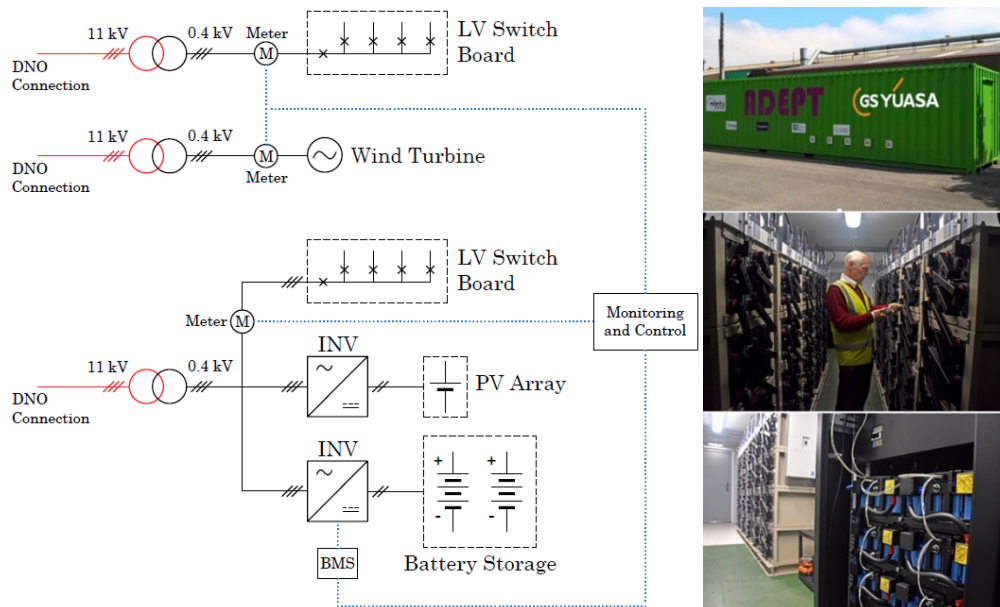 11 kV
0.4 kV
Meter
M
DNO
Connection
LV Switch
Board
11 kV
0.4 kV
M
Meter
DNO
Connection
Wind Turbine
LV Switch
Board
Meter
M
Monitoring
and Control
11 kV
0.4 kV
DNO
Connection
INV
PV Array
INV
+
+
-
-
BMS
Battery Storage
ADEPT
GS YUASA